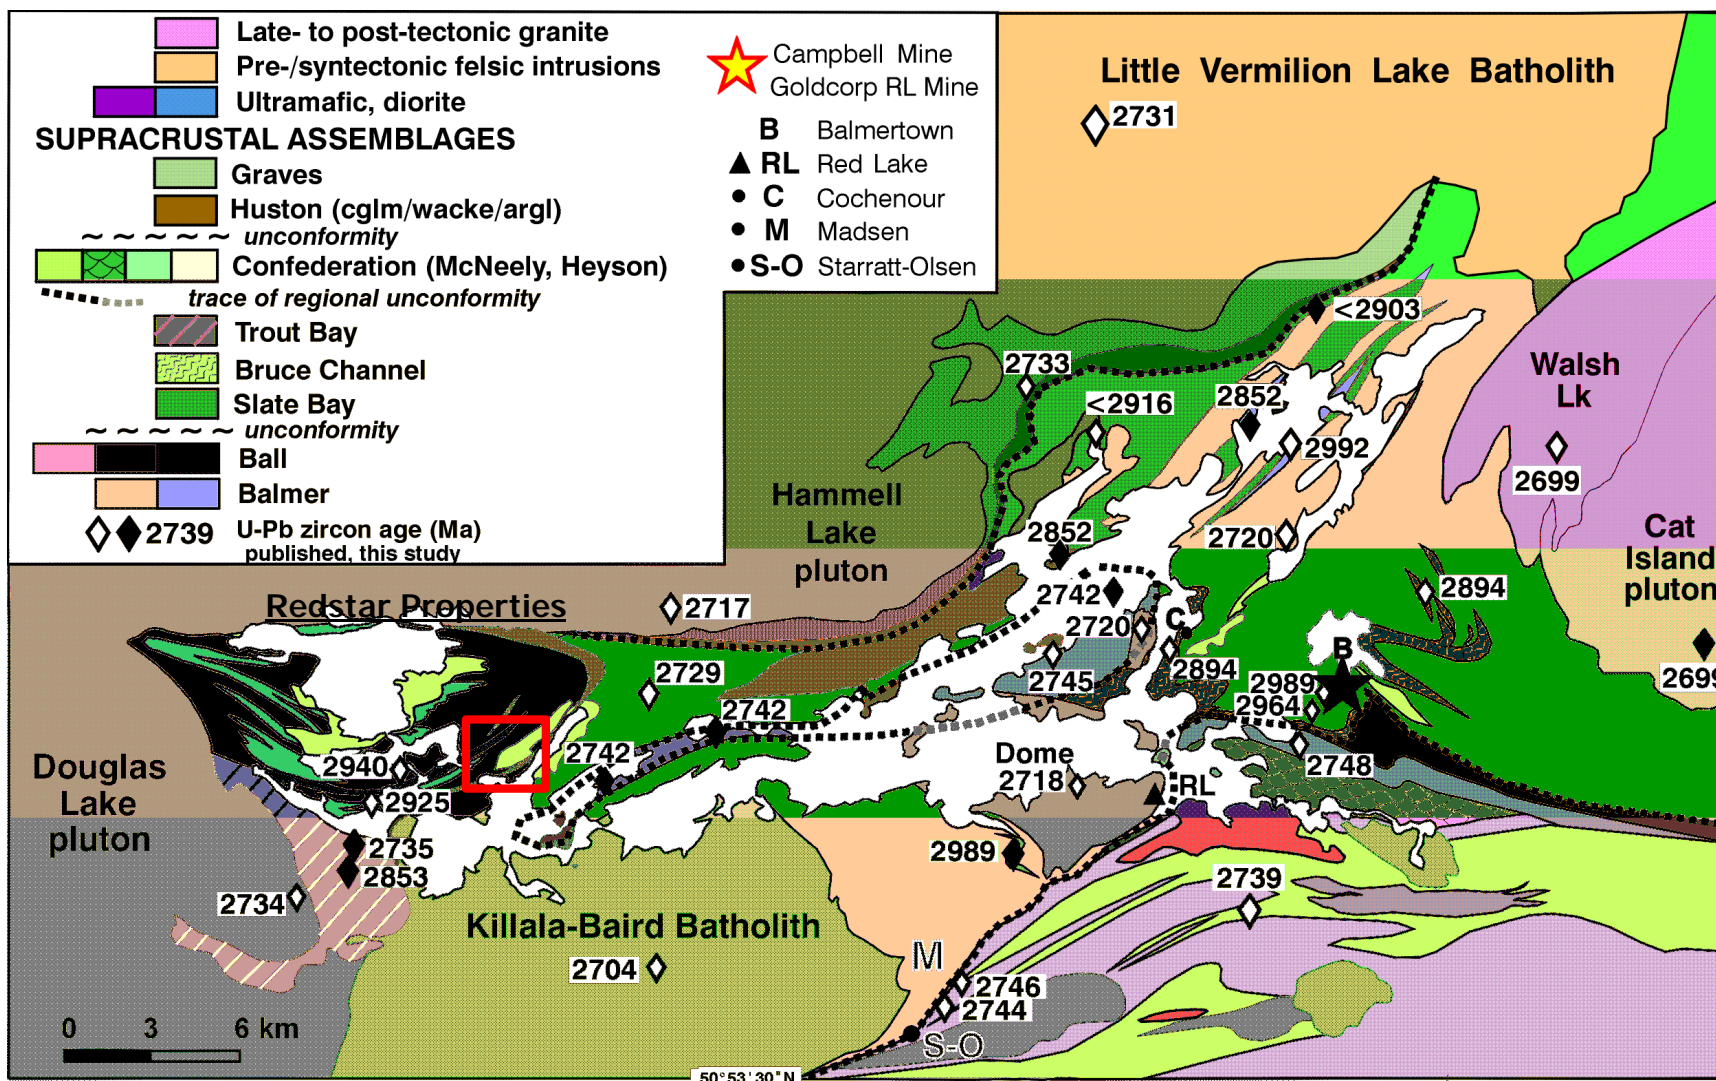 Late- to post-tectonic granite
Pre-/syntectonic felsic intrusions
Ultramafic, diorite
SUPRACRUSTAL ASSEMBLAGES
Graves
Huston (cglm/wacke/argl)
~ ~ ~ ~ ~ unconformity
Confederation (McNeely, Heyson)
trace of regional unconformity
Trout Bay
Bruce Channel
Slate Bay
~ ~ ~ ~ ~ unconformity
Ball
Balmer
2739 U-Pb zircon age (Ma)
published, this study
Campbell Mine
Goldcorp RL Mine
B Balmertown
RL Red Lake
C Cochenour
M Madsen
S-O Starratt-Olsen
Little Vermilion Lake Batholith
2731
<2903
2733
<2916
2852
2992
Walsh
Lk
2699
Hammell
Lake
pluton
2852
2720
Cat
Island
pluton
2742
2894
Redstar Properties
2717
2720
C
B
2699
2729
2745
2894
2989
2964
2742
2742
2940
Dome
2718
2748
RL
Douglas
Lake
pluton
2925
2735
2989
2853
2739
2734
Killala-Baird Batholith
2704
M
2746
2744
S-O
0 3 6 km
50°53'30"N